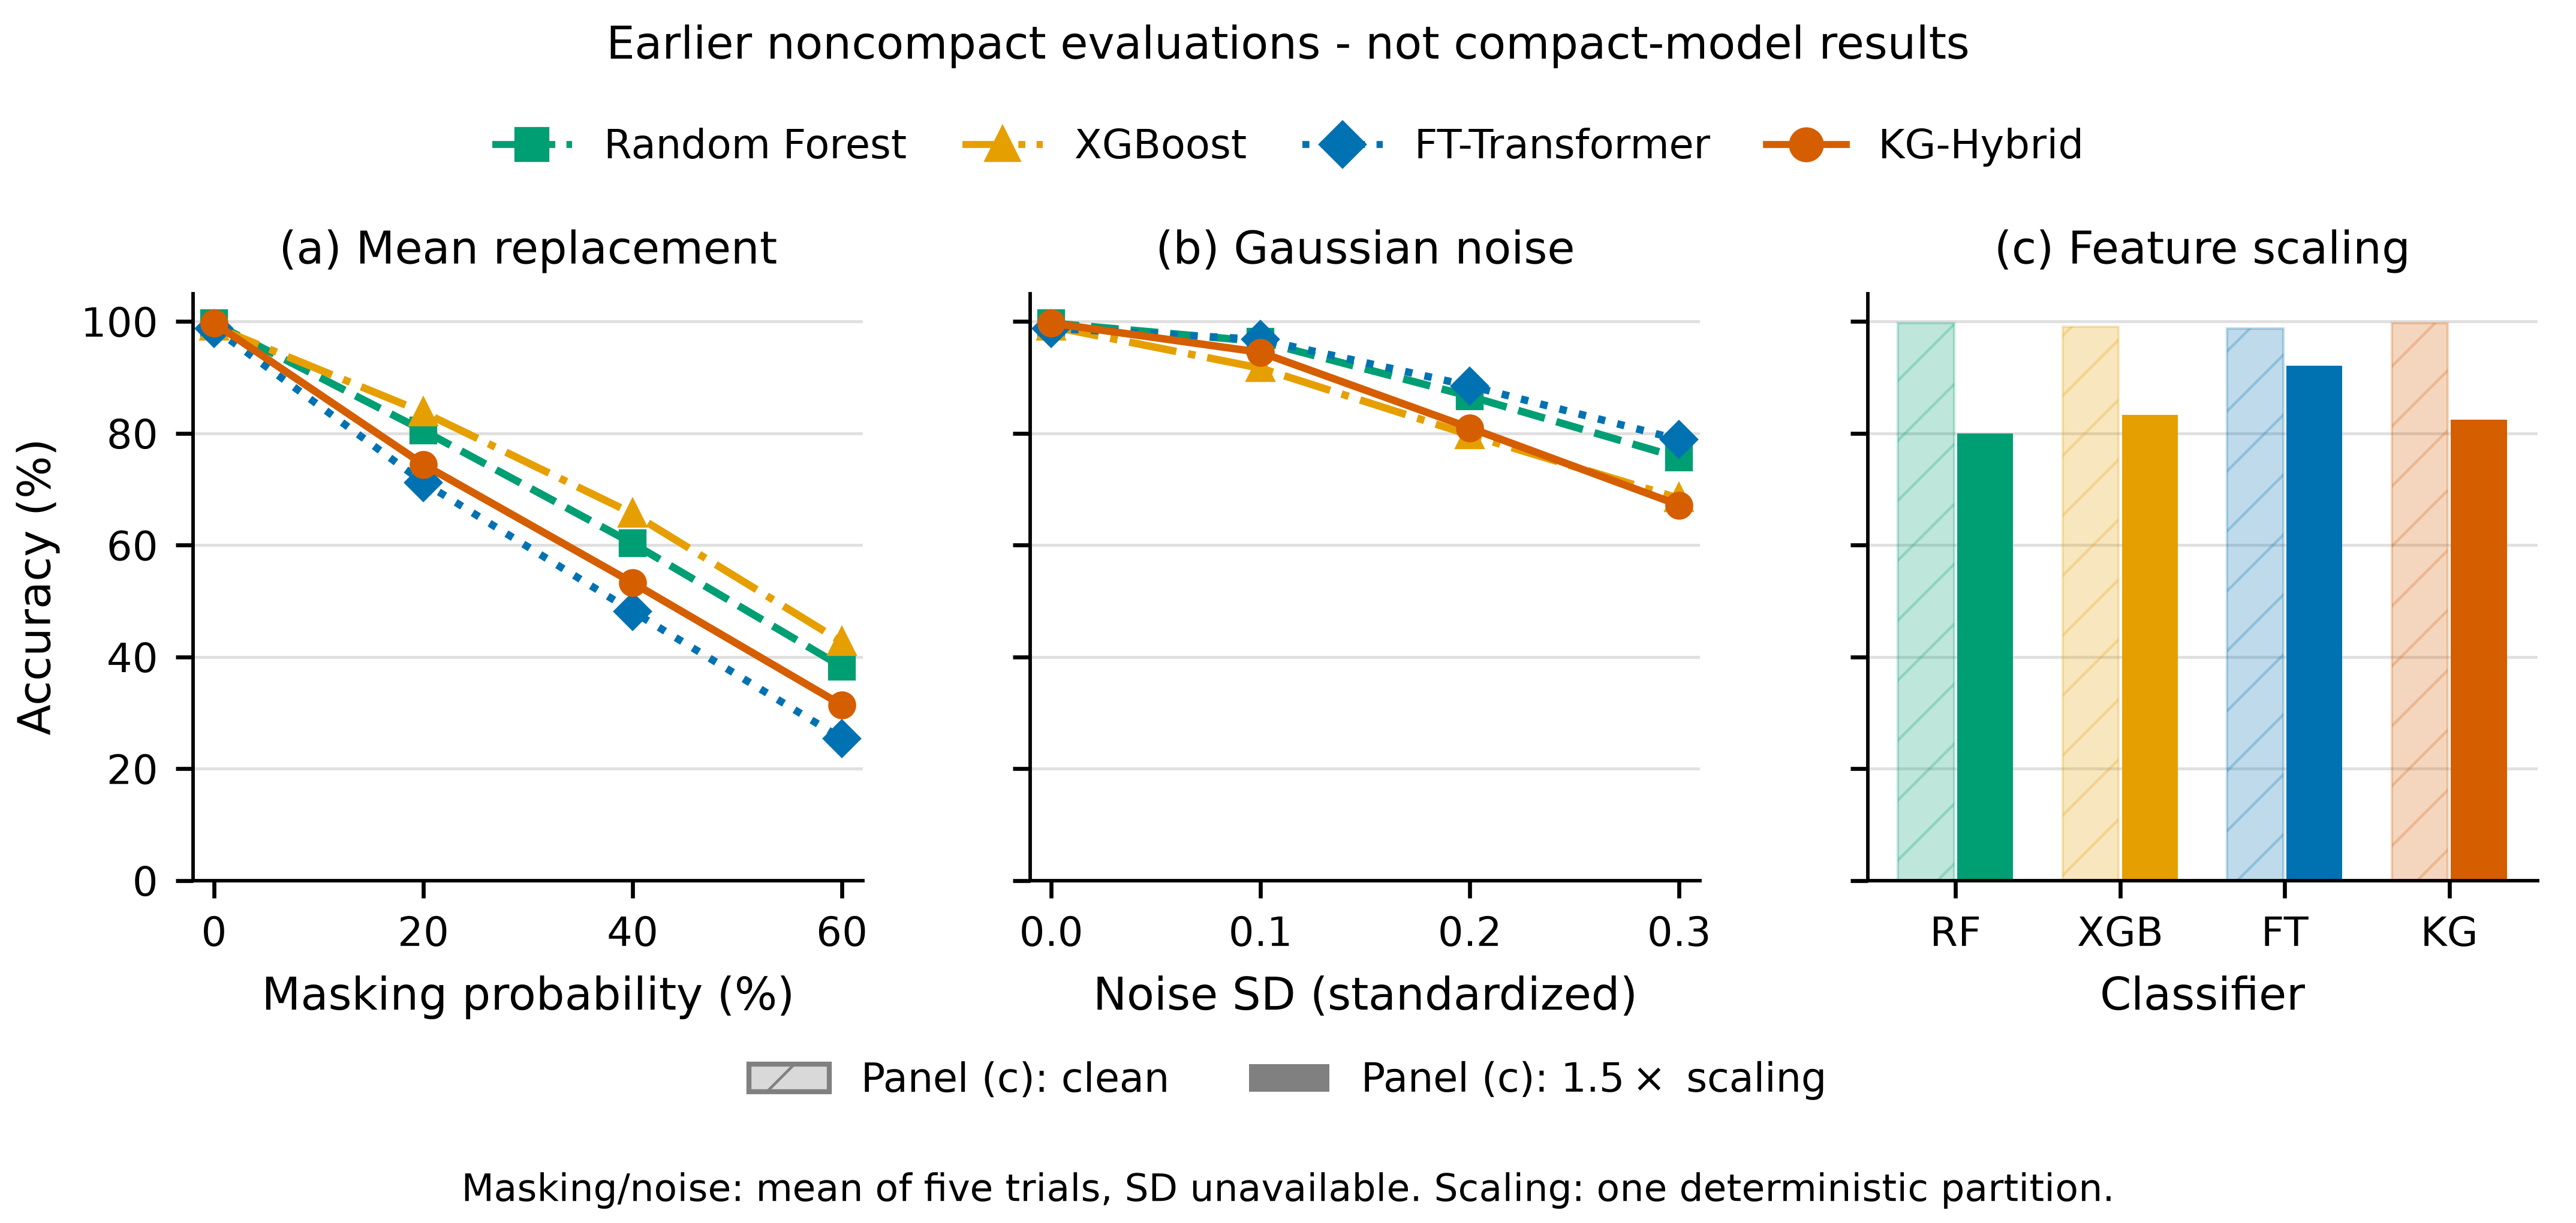 Earlier noncompact evaluations - not compact-model results
Random Forest XGBoost FT-Transformer KG-Hybrid
(a) Mean replacement
Accuracy (%)
100
80
60
40
20
0
0 20 40 60
Masking probability (%)
(b) Gaussian noise
0.0 0.1 0.2 0.3
Noise SD (standardized)
(c) Feature scaling
RF XGB FT KG
Classifier
Panel (c): clean Panel (c): 1.5× scaling
Masking/noise: mean of five trials, SD unavailable. Scaling: one deterministic partition.